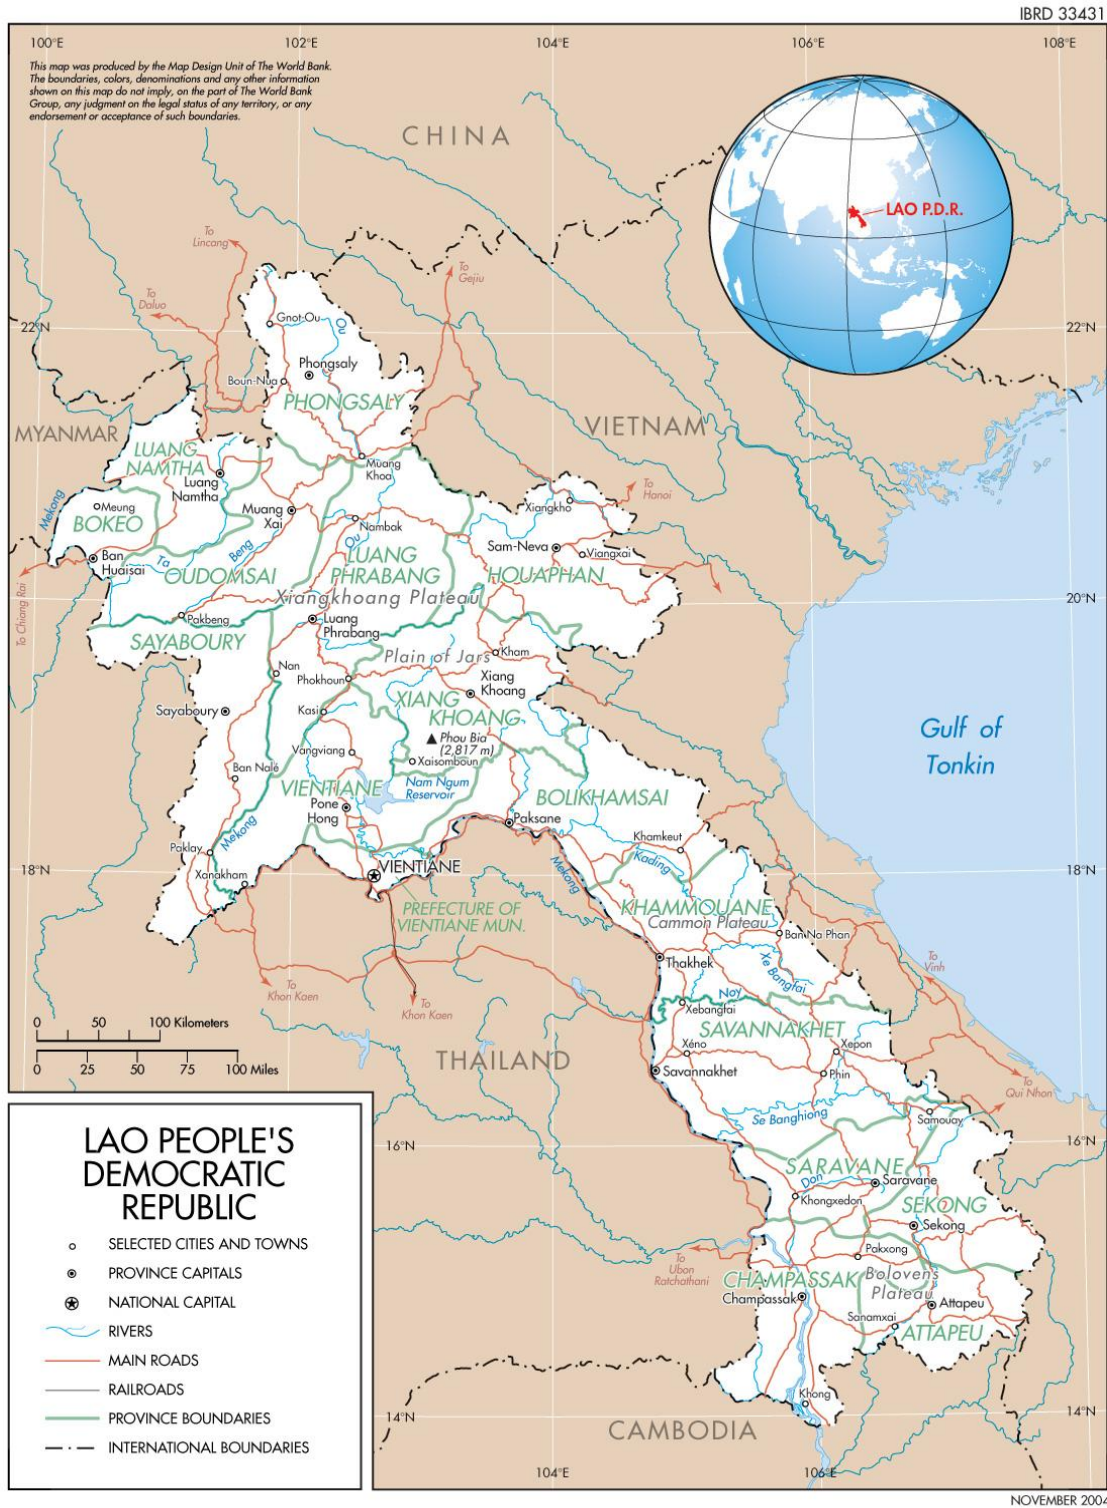 IBRD 33431
100°E
102°E
104°E
106°E
108°E
This map was produced by the Map Design Unit of The World Bank.
The boundaries, colors, denominations and any other information
shown on this map do not imply, on the part of The World Bank
Group, any judgment on the legal status of any territory, or any
endorsement or acceptance of such boundaries.
CHINA
LAO P.D.R.
To
Lincang
To
Gejiu
To
Daluo
22°N
22°N
Gnot-Ou
Ou
Phongsaly
Boun-Nua
PHONGSALY
MYANMAR
VIETNAM
LUANG
NAMTHA
Luang
Namtha
Muang
Khoa
To
Hanoi
Mekong
Meung
BOKEO
Muang
Xai
Nambak
Xiangkho
Ou
Ban
Huaisai
Ta
Beng
OUDOMSAI
LUANG
PHRABANG
Sam-Neva
Viangxai
HOUAPHAN
To Chiang Rai
Xiangkhoang Plateau
20°N
Pakbeng
Luang
Phrabang
SAYABOURY
Plain of Jars
Kham
Nan
Phokhoun
Xiang
Khoang
XIANG
KHOANG
Sayaboury
Kasi
Phou Bia
(2,817 m)
Gulf of
Tonkin
Vangviang
Xaisomboun
Ban Nalé
Nam Ngum
Reservoir
VIENTIANE
Pone
Hong
BOLIKHAMSAI
Mekong
Paksane
Paklay
Khamkeut
Kading
Mekong
18°N
Xanakham
VIENTIANE
18°N
PREFECTURE OF
VIENTIANE MUN.
KHAMMOUANE
Cammon Plateau
Ban Na Phan
Thakhek
Xe Bangfai
To
Vinh
To
Khon Kaen
To
Khon Kaen
Noy
Xebangfai
SAVANNAKHET
0 50 100 Kilometers
0 25 50 75 100 Miles
THAILAND
Xéno
Xepon
Savannakhet
Phin
To
Qui Nhon
Se Banghiong
Samouay
16°N
16°N
SARAVANE
Don
Saravane
Khongxedon
SEKONG
Sekong
To
Ubon
Ratchathani
Pakxong
CHAMPASSAK
Bolovens
Plateau
Champassak
Attapeu
Sanamxai
ATTAPEU
Khong
14°N
14°N
CAMBODIA
104°E
106°E
LAO PEOPLE'S
DEMOCRATIC
REPUBLIC
SELECTED CITIES AND TOWNS
PROVINCE CAPITALS
NATIONAL CAPITAL
RIVERS
MAIN ROADS
RAILROADS
PROVINCE BOUNDARIES
INTERNATIONAL BOUNDARIES
NOVEMBER 2004